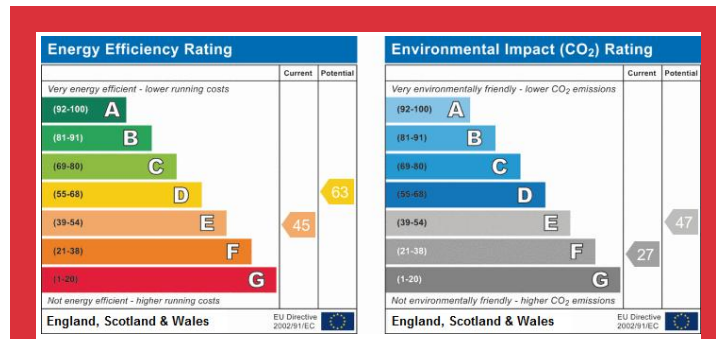 Energy Efficiency Rating
Current Potential
Very energy efficient - lower running costs
(92-100) A
(81-91) B
(69-80) C
(55-68) D
63
(39-54) E
45
(21-38) F
(1-20) G
Not energy efficient - higher running costs
England, Scotland & Wales
EU Directive
2002/91/EC
Environmental Impact (CO₂) Rating
Current Potential
Very environmentally friendly - lower CO₂ emissions
(92-100) A
(81-91) B
(69-80) C
(55-68) D
(39-54) E
47
(21-38) F
27
(1-20) G
Not environmentally friendly - higher CO₂ emissions
England, Scotland & Wales
EU Directive
2002/91/EC